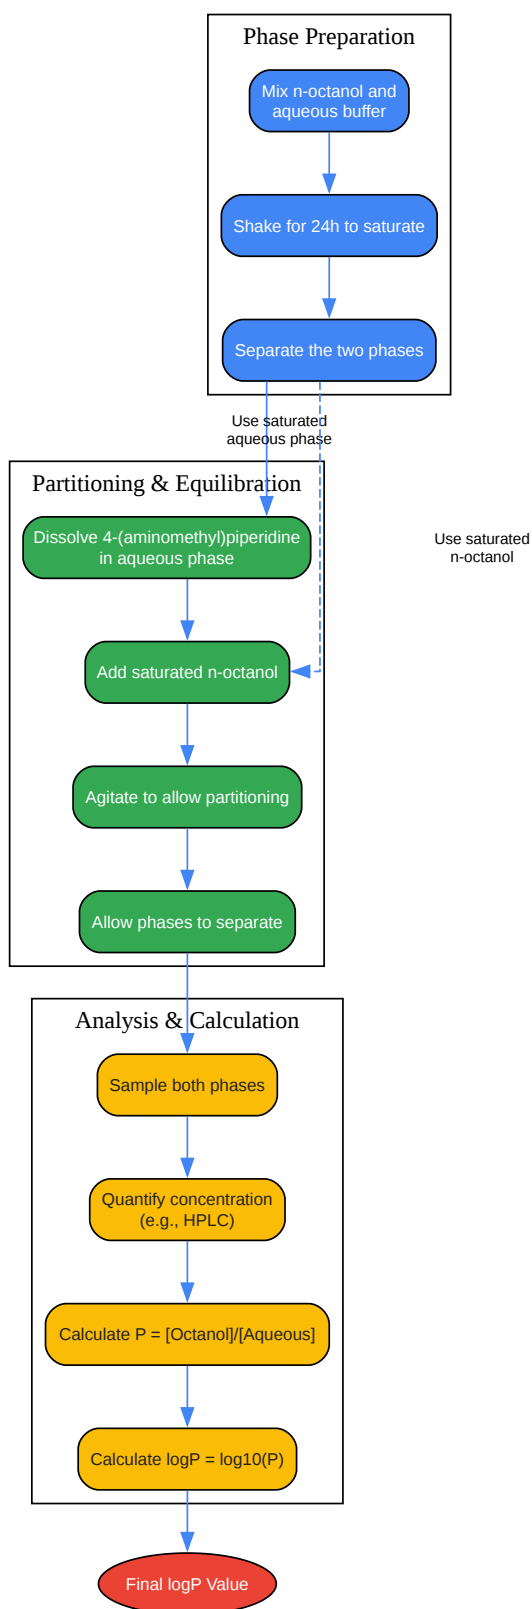 Phase Preparation
Mix n-octanol and
aqueous buffer
Shake for 24h to saturate
Separate the two phases
Use saturated
aqueous phase
Partitioning & Equilibration
Dissolve 4-(aminomethyl)piperidine
in aqueous phase
Use saturated
n-octanol
Add saturated n-octanol
Agitate to allow partitioning
Allow phases to separate
Analysis & Calculation
Sample both phases
Quantify concentration
(e.g., HPLC)
Calculate P = [Octanol]/[Aqueous]
Calculate logP = log10(P)
Final logP Value